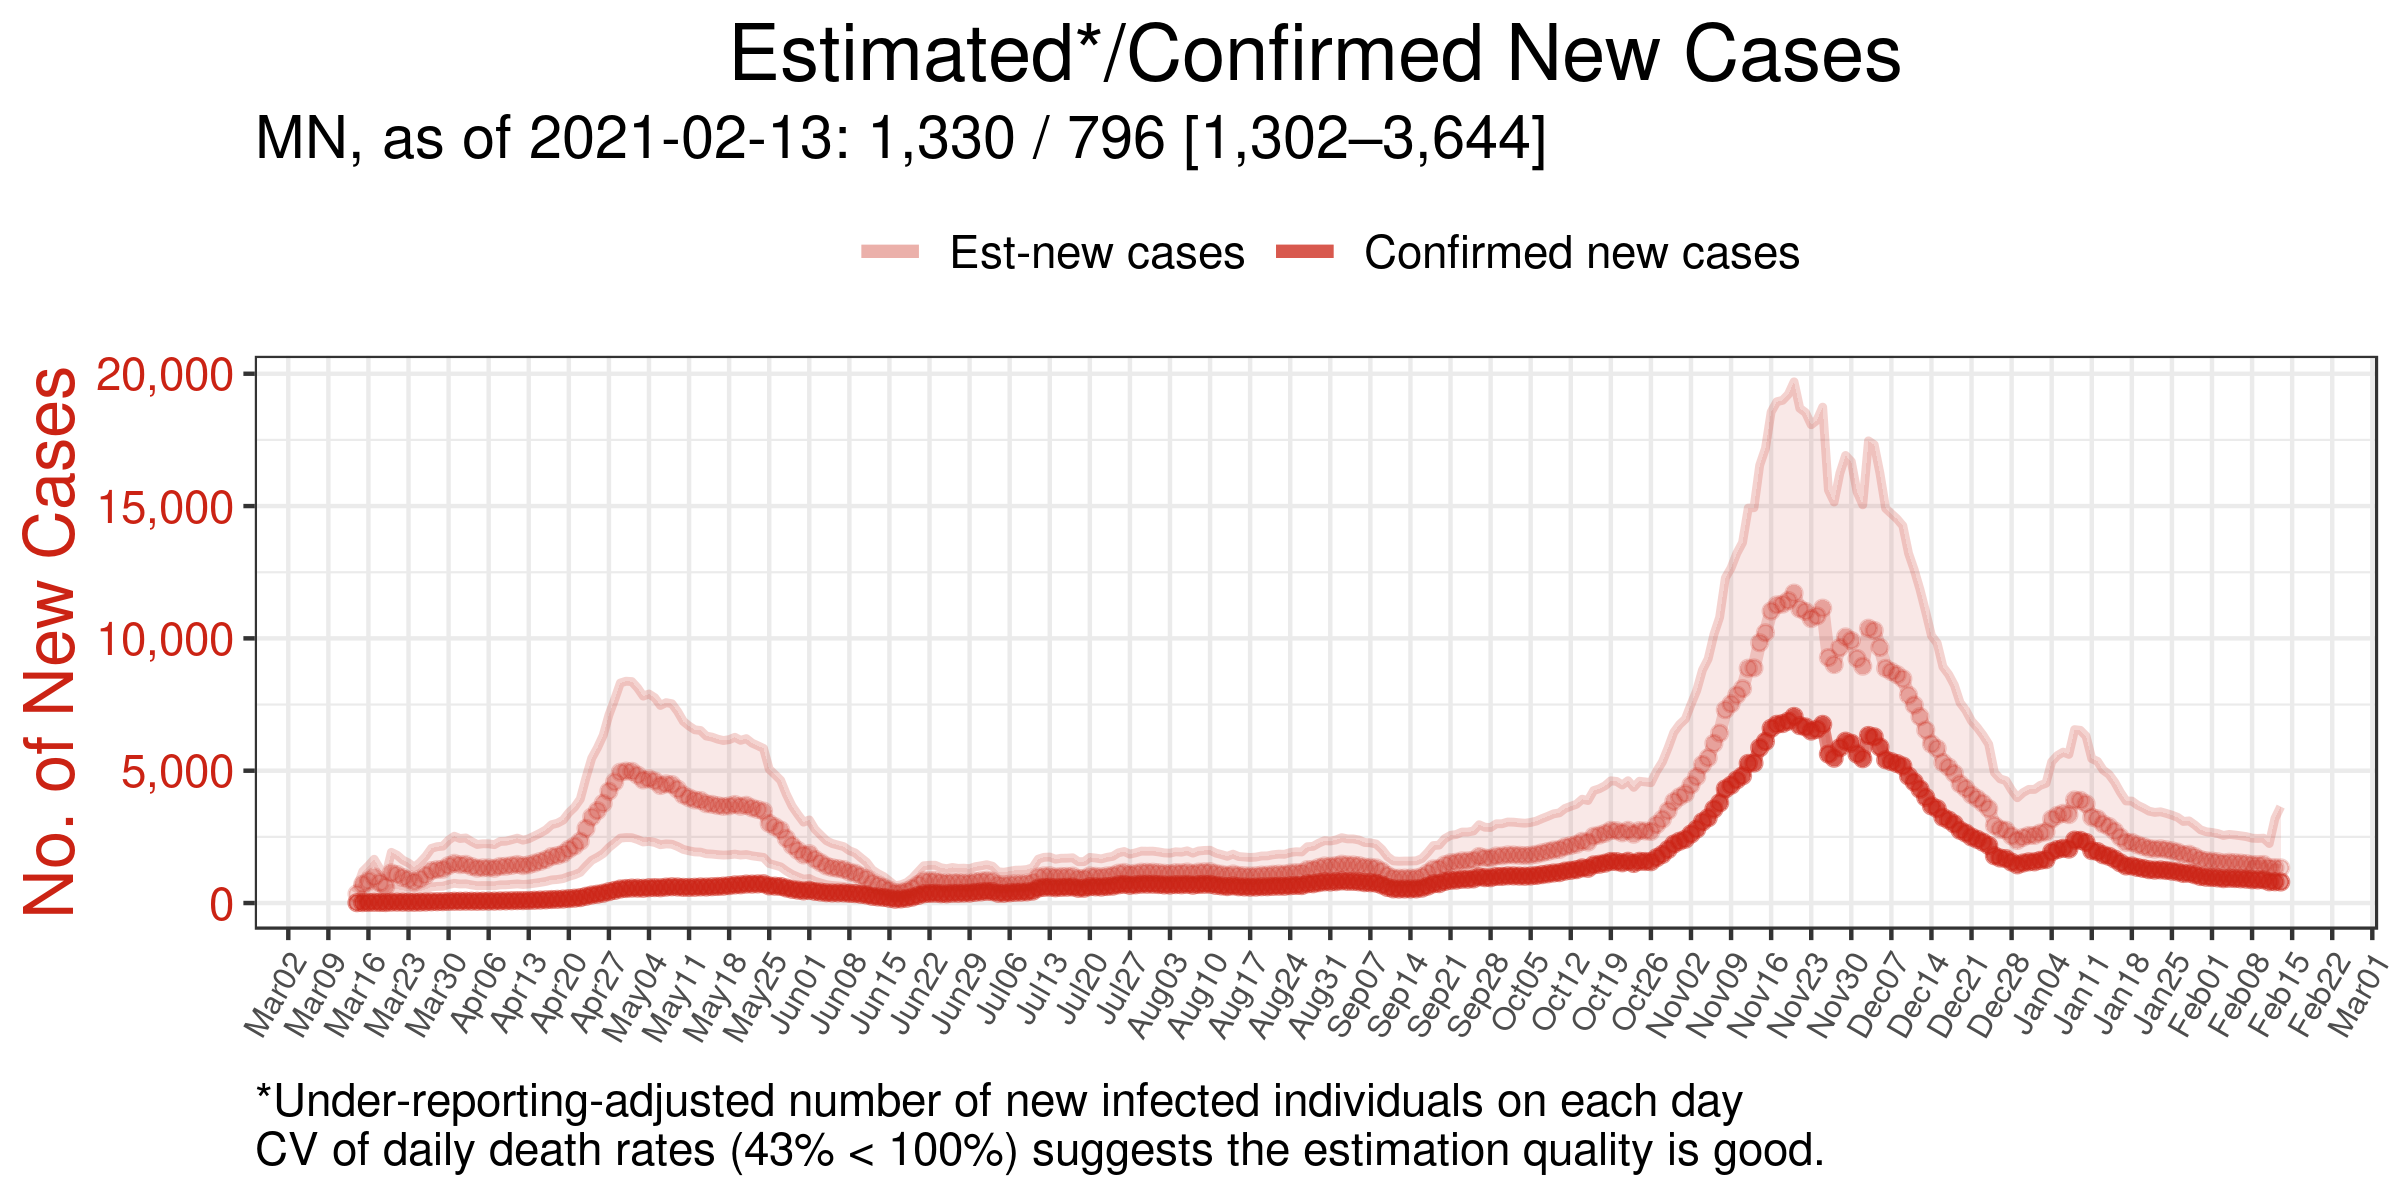 Estimated*/Confirmed New Cases
MN, as of 2021-02-13: 1,330 / 796 [1,302–3,644]
Est-new cases
Confirmed new cases
No. of New Cases
20,000
15,000
10,000
5,000
0
Mar02
Mar09
Mar16
Mar23
Mar30
Apr06
Apr13
Apr20
Apr27
May04
May11
May18
May25
Jun01
Jun08
Jun15
Jun22
Jun29
Jul06
Jul13
Jul20
Jul27
Aug03
Aug10
Aug17
Aug24
Aug31
Sep07
Sep14
Sep21
Sep28
Oct05
Oct12
Oct19
Oct26
Nov02
Nov09
Nov16
Nov23
Nov30
Dec07
Dec14
Dec21
Dec28
Jan04
Jan11
Jan18
Jan25
Feb01
Feb08
Feb15
Feb22
Mar01
*Under-reporting-adjusted number of new infected individuals on each day
CV of daily death rates (43% < 100%) suggests the estimation quality is good.